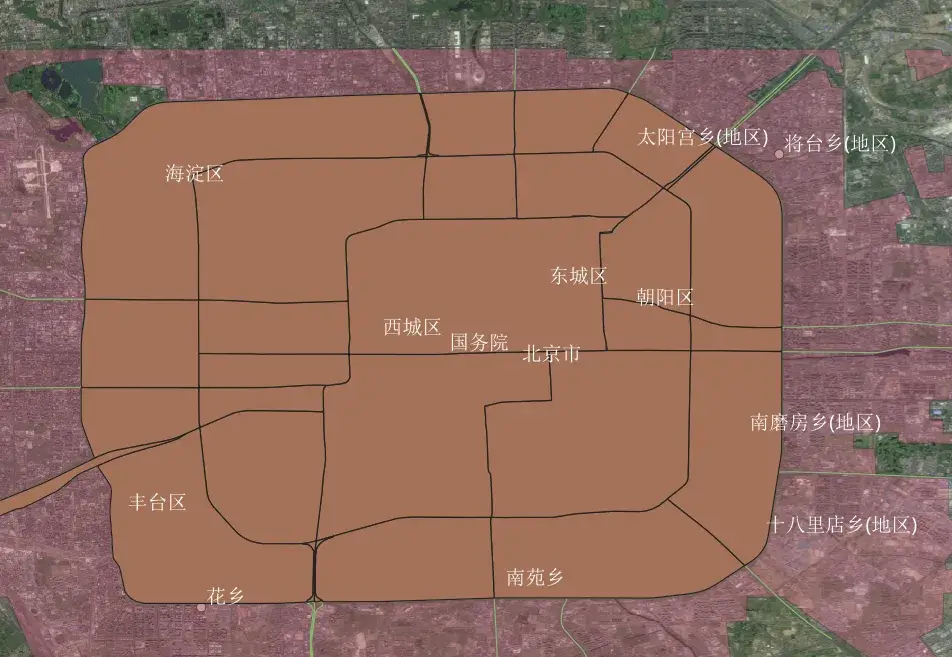 太阳宫乡(地区)
将台乡(地区)
海淀区
东城区
朝阳区
西城区
国务院
北京市
南磨房乡(地区)
丰台区
十八里店乡(地区)
南苑乡
花乡